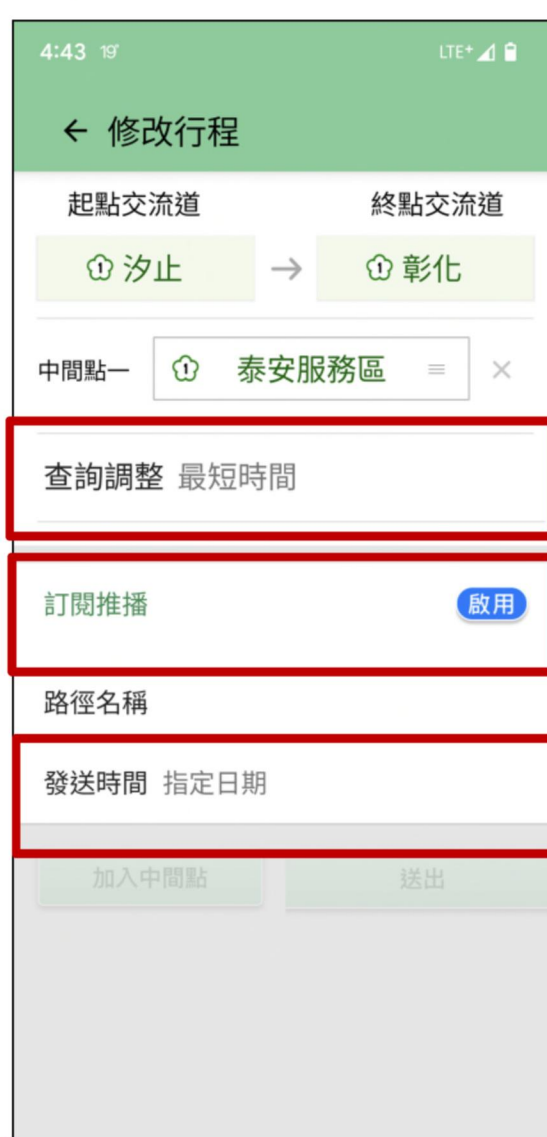 4:43 19° LTE+
← 修改行程
起點交流道 終點交流道
1 汐止 → 1 彰化
中間點一 1 泰安服務區 ×
查詢調整 最短時間
訂閱推播 啟用
路徑名稱
發送時間 指定日期
加入中間點 送出